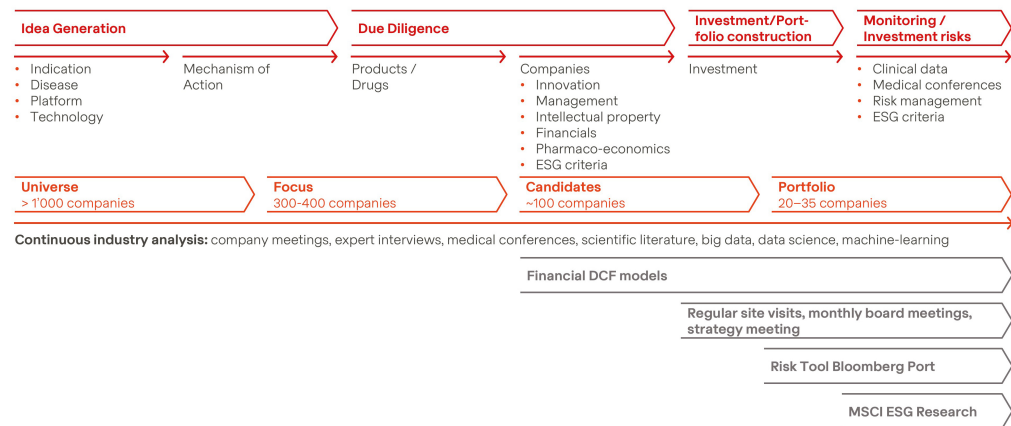 Idea Generation
Due Diligence
Investment/Port-
folio construction
Monitoring /
Investment risks
• Indication
• Disease
• Platform
• Technology
Mechanism of
Action
Products /
Drugs
Companies
• Innovation
• Management
• Intellectual property
• Financials
• Pharmaco-economics
• ESG criteria
Investment
• Clinical data
• Medical conferences
• Risk management
• ESG criteria
Universe
> 1'000 companies
Focus
300-400 companies
Candidates
~100 companies
Portfolio
20–35 companies
Continuous industry analysis: company meetings, expert interviews, medical conferences, scientific literature, big data, data science, machine-learning
Financial DCF models
Regular site visits, monthly board meetings,
strategy meeting
Risk Tool Bloomberg Port
MSCI ESG Research